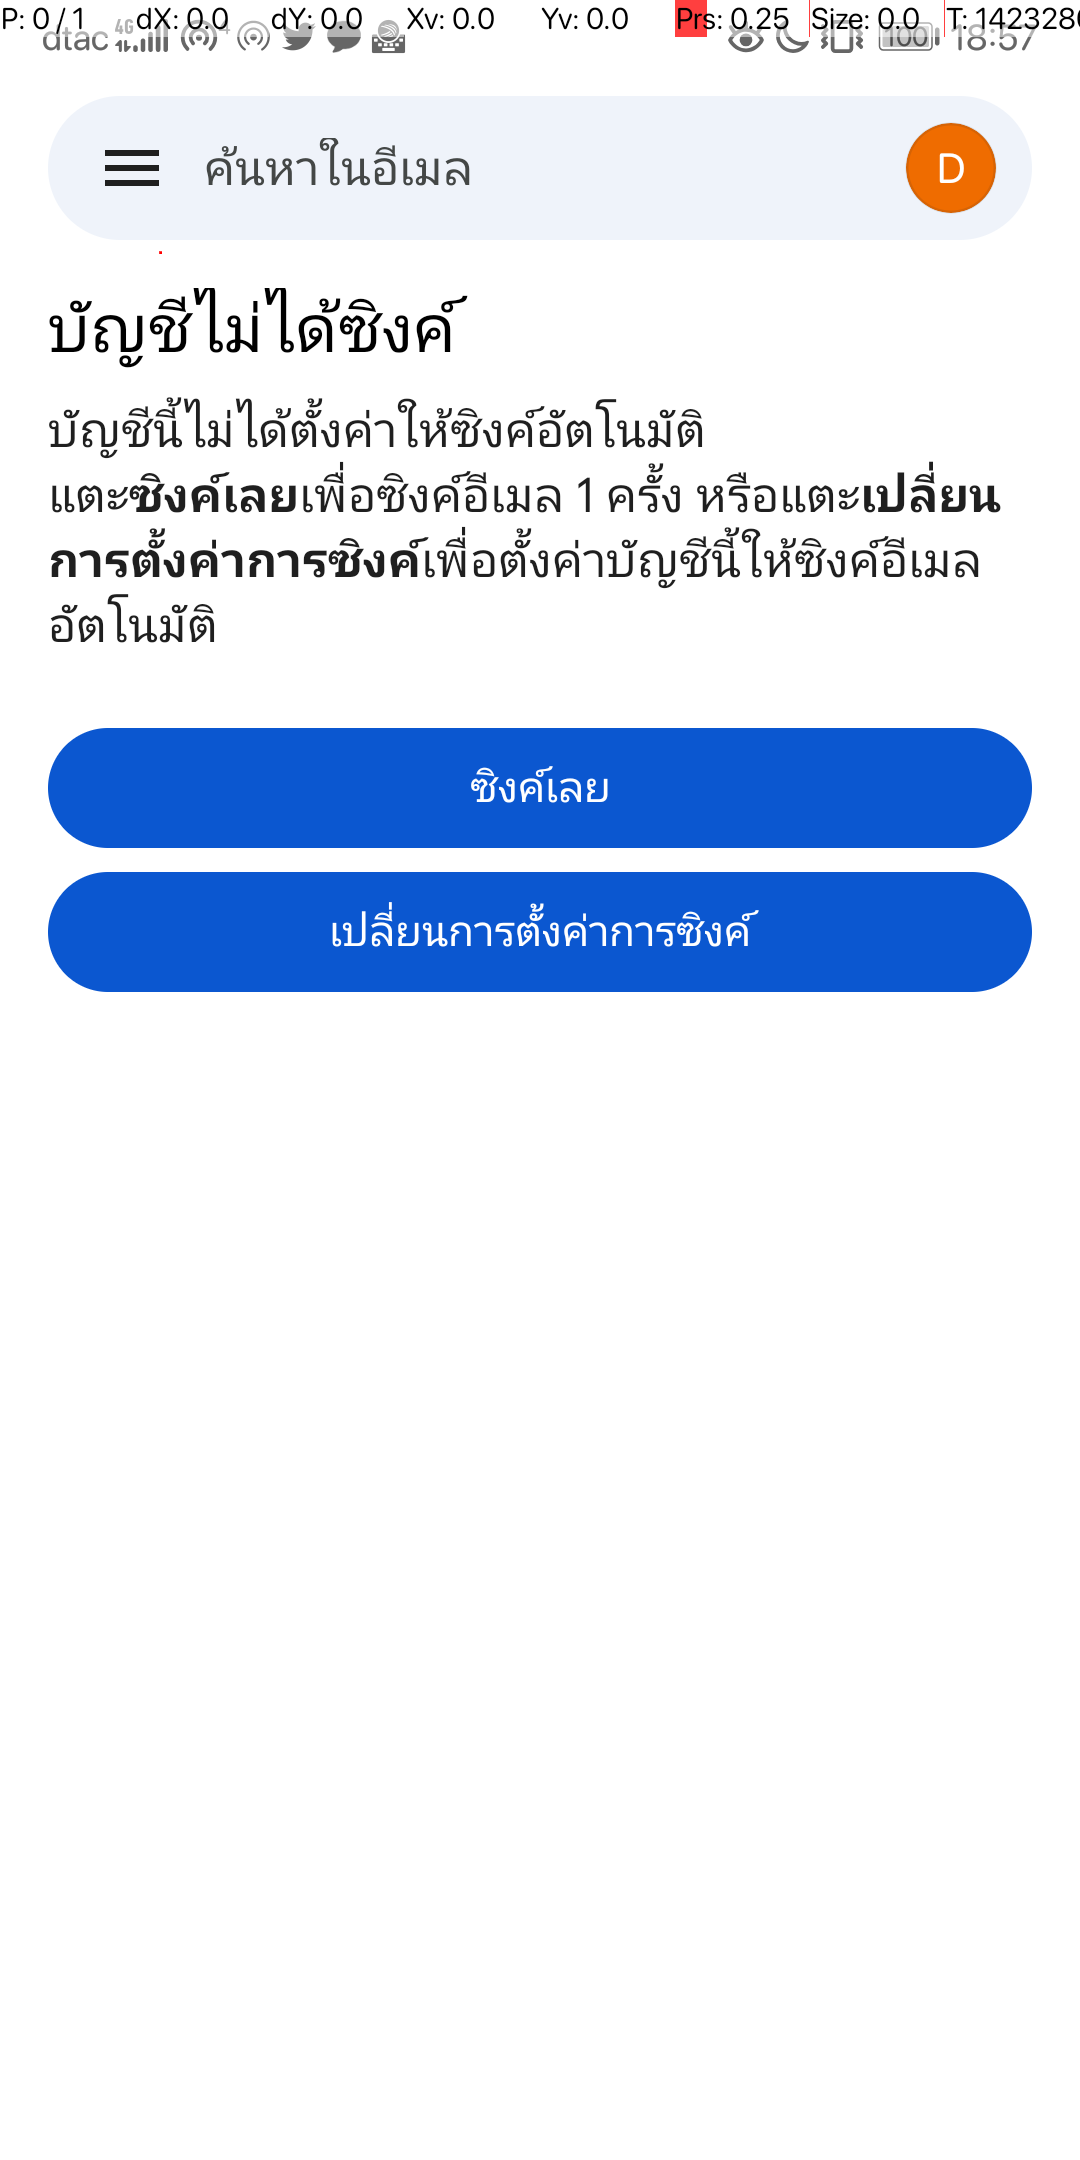 P: 0 / 1 dX: 0.0 dY: 0.0 Xv: 0.0 Yv: 0.0 Prs: 0.25 Size: 0.0
dtac 4G 100 18:57
ค้นหาในอีเมล D
บัญชีไม่ได้ซิงค์
บัญชีนี้ไม่ได้ตั้งค่าให้ซิงค์อัตโนมัติ
แตะซิงค์เลยเพื่อซิงค์อีเมล 1 ครั้ง หรือแตะเปลี่ยน
การตั้งค่าการซิงค์เพื่อตั้งค่าบัญชีนี้ให้ซิงค์อีเมล
อัตโนมัติ
ซิงค์เลย
เปลี่ยนการตั้งค่าการซิงค์